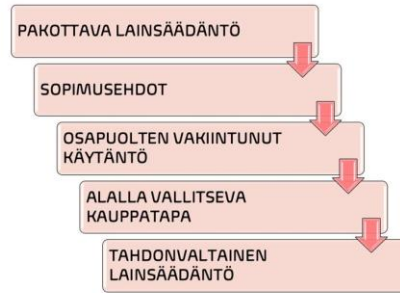 PAKOTTAVA LAINSÄÄDÄNTÖ
SOPIMUSEHDOT
OSAPUOLTEN VAKIINTUNUT
KÄYTÄNTÖ
ALALLA VALLITSEVA
KAUPPATAPA
TAHDONVALTAINEN
LAINSÄÄDÄNTÖ